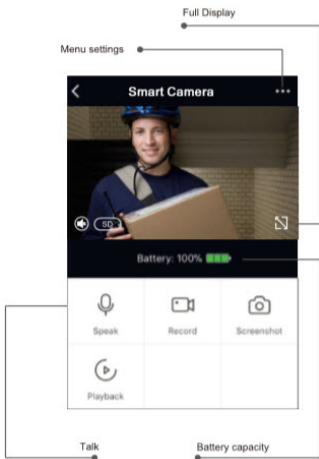 Full Display
Menu settings
Smart Camera
SD
Battery: 100%
Speak
Record
Screenshot
Playback
Talk
Battery capacity